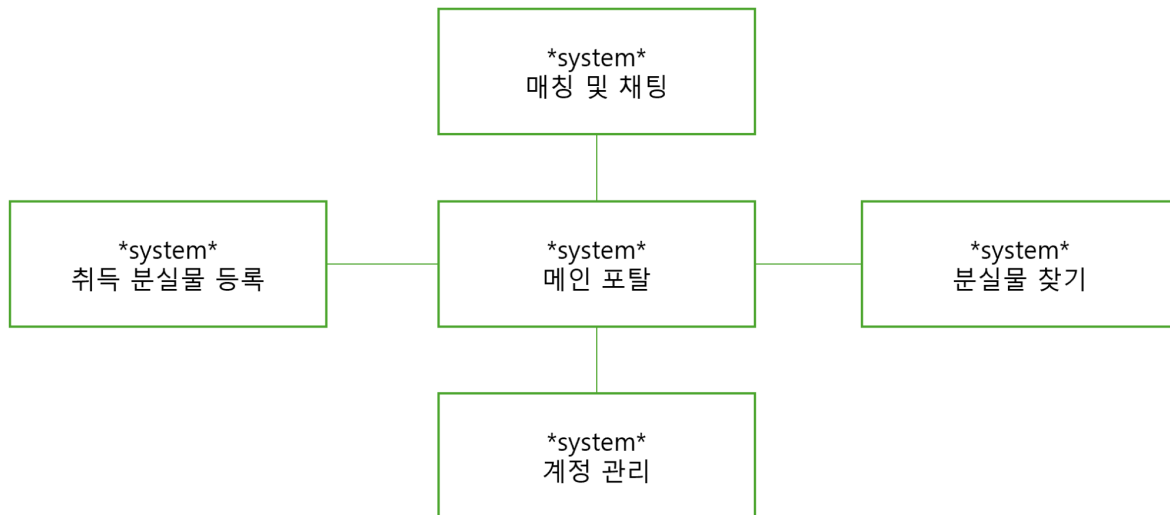 *system*
매칭 및 채팅
*system*
취득 분실물 등록
*system*
메인 포탈
*system*
분실물 찾기
*system*
계정 관리